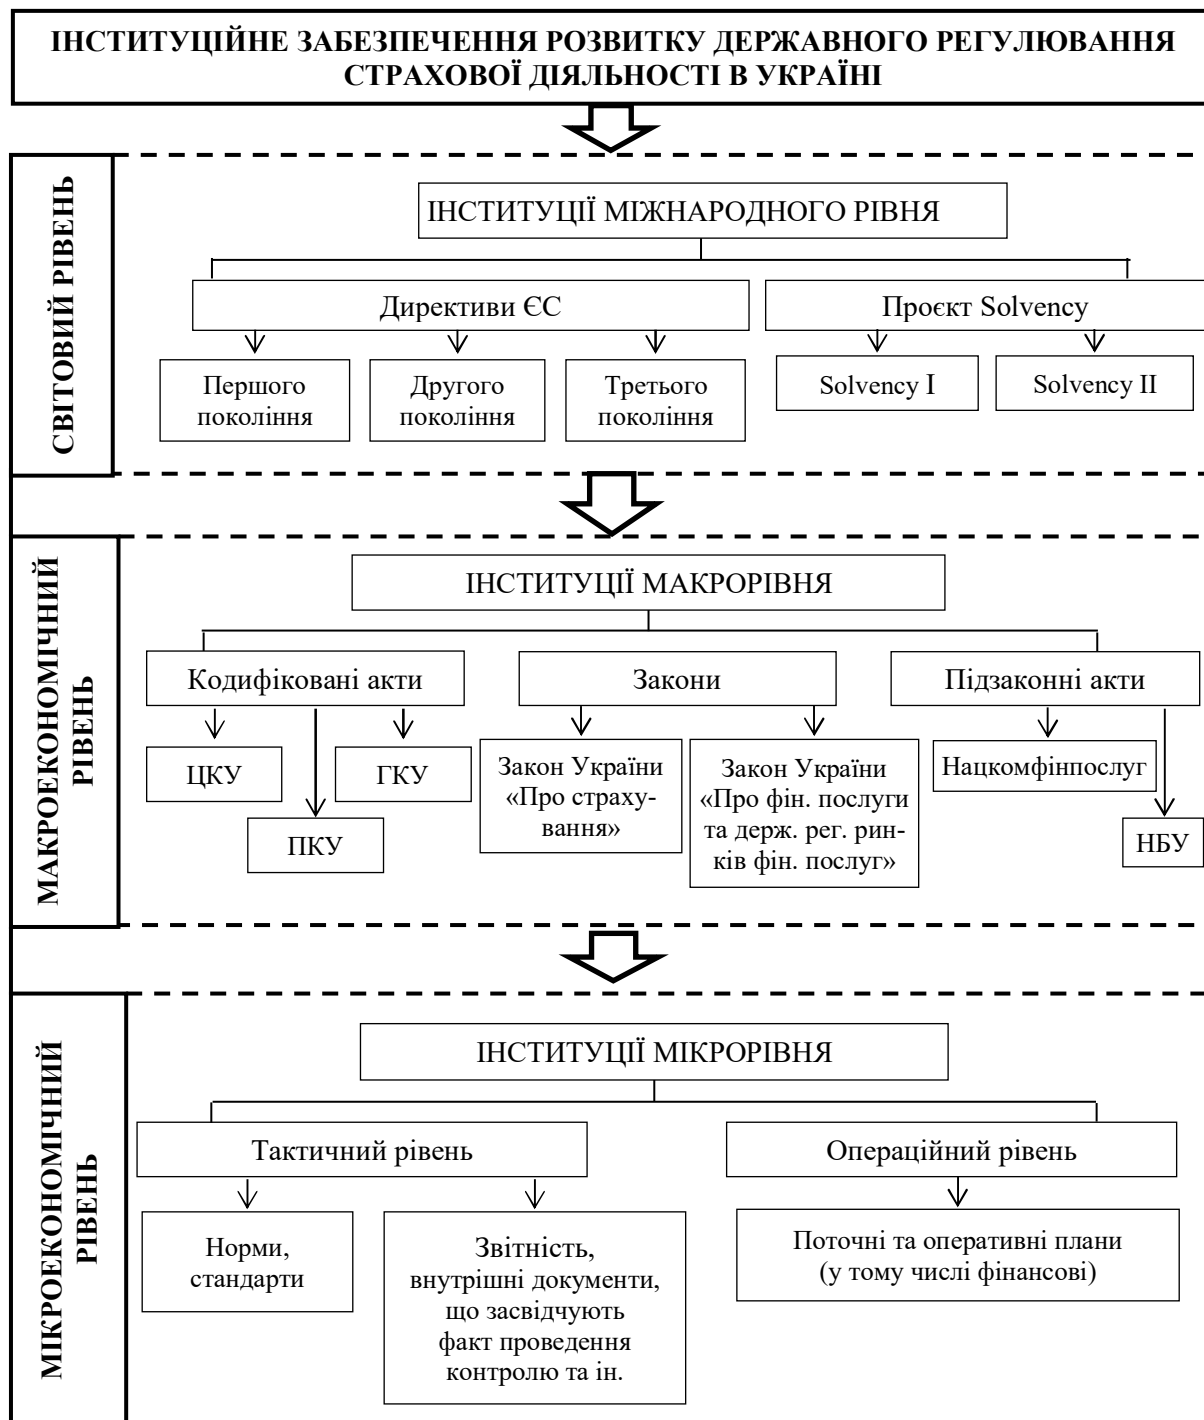 ІНСТИТУЦІЙНЕ ЗАБЕЗПЕЧЕННЯ РОЗВИТКУ ДЕРЖАВНОГО РЕГУЛЮВАННЯ
СТРАХОВОЇ ДІЯЛЬНОСТІ В УКРАЇНІ
СВІТОВИЙ РІВЕНЬ
ІНСТИТУЦІЇ МІЖНАРОДНОГО РІВНЯ
Директиви ЄС
Проєкт Solvency
Першого
покоління
Другого
покоління
Третього
покоління
Solvency I
Solvency II
МАКРОЕКОНОМІЧНИЙ
РІВЕНЬ
ІНСТИТУЦІЇ МАКРОРІВНЯ
Кодифіковані акти
Закони
Підзаконні акти
ЦКУ
ПКУ
ГКУ
Закон України
«Про страху-
вання»
Закон України
«Про фін. послуги
та держ. рег. рин-
ків фін. послуг»
Нацкомфінпослуг
НБУ
МІКРОЕКОНОМІЧНИЙ
РІВЕНЬ
ІНСТИТУЦІЇ МІКРОРІВНЯ
Тактичний рівень
Операційний рівень
Норми,
стандарти
Звітність,
внутрішні документи,
що засвідчують
факт проведення
контролю та ін.
Поточні та оперативні плани
(у тому числі фінансові)